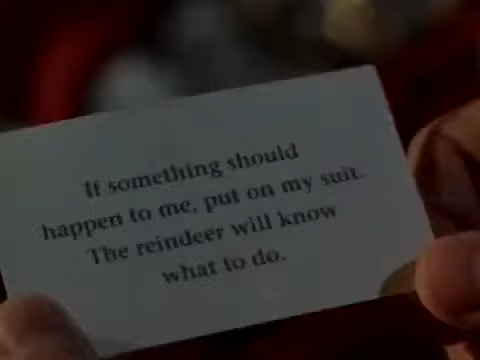 If something should
happen to me, put on my suit.
The reindeer will know
what to do.